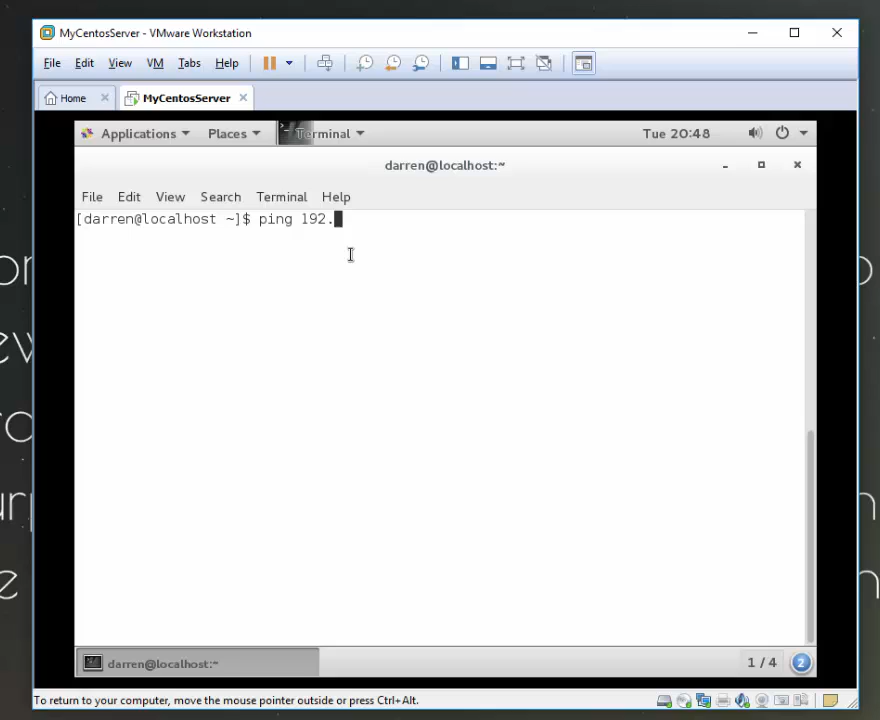 MyCentosServer - VMware Workstation
File Edit View VM Tabs Help
Home MyCentosServer
Applications Places Terminal Tue 20:48
darren@localhost:~
File Edit View Search Terminal Help
[darren@localhost ~]$ ping 192.
darren@localhost:~ 1 / 4 2
To return to your computer, move the mouse pointer outside or press Ctrl+Alt.